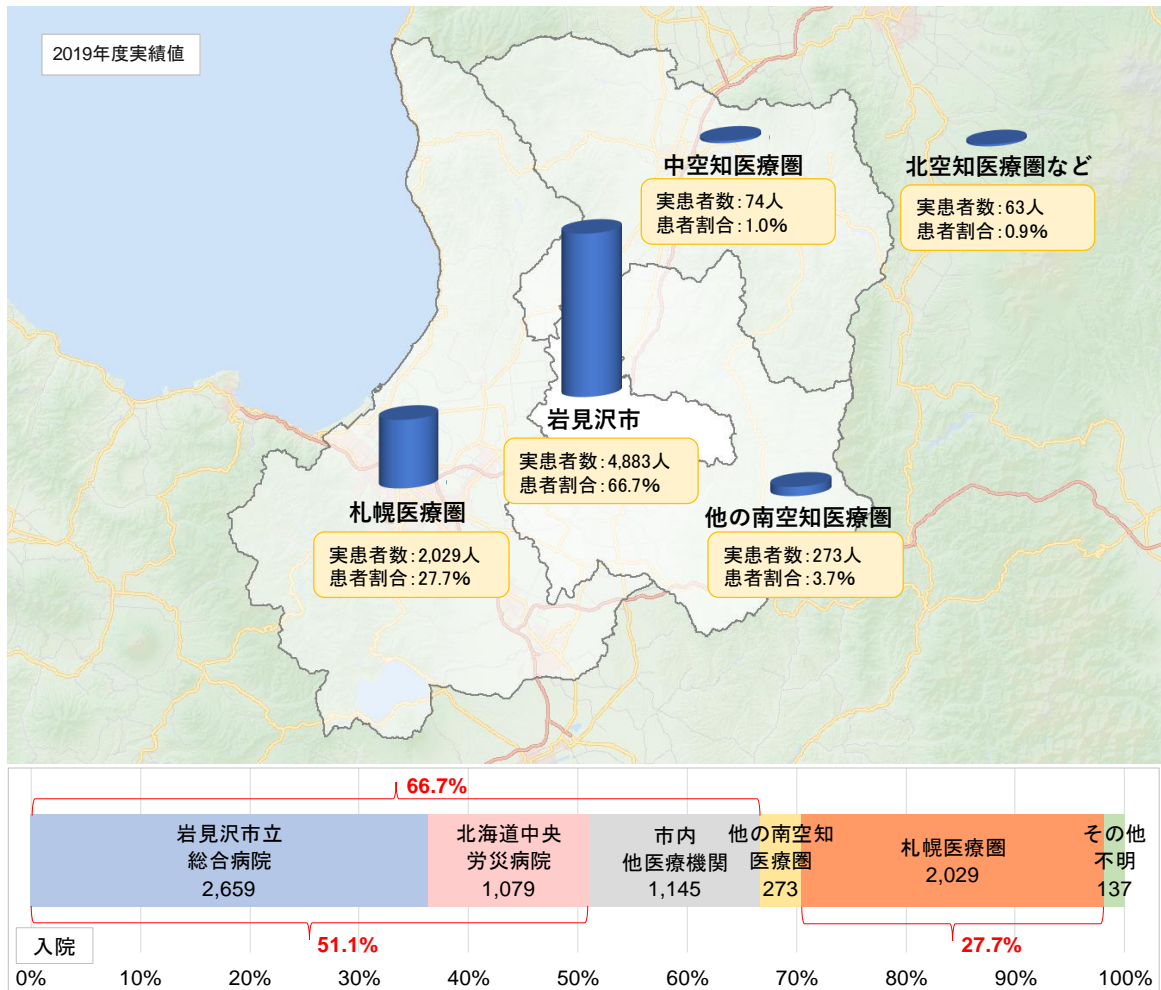 2019年度実績値
中空知医療圏
実患者数:74人
患者割合:1.0%
北空知医療圏など
実患者数:63人
患者割合:0.9%
岩見沢市
実患者数:4,883人
患者割合:66.7%
札幌医療圏
実患者数:2,029人
患者割合:27.7%
他の南空知医療圏
実患者数:273人
患者割合:3.7%
66.7%
岩見沢市立
総合病院
2,659
北海道中央
労災病院
1,079
市内
他医療機関
1,145
他の南空知
医療圏
273
札幌医療圏
2,029
その他
不明
137
51.1%
27.7%
入院
0% 10% 20% 30% 40% 50% 60% 70% 80% 90% 100%